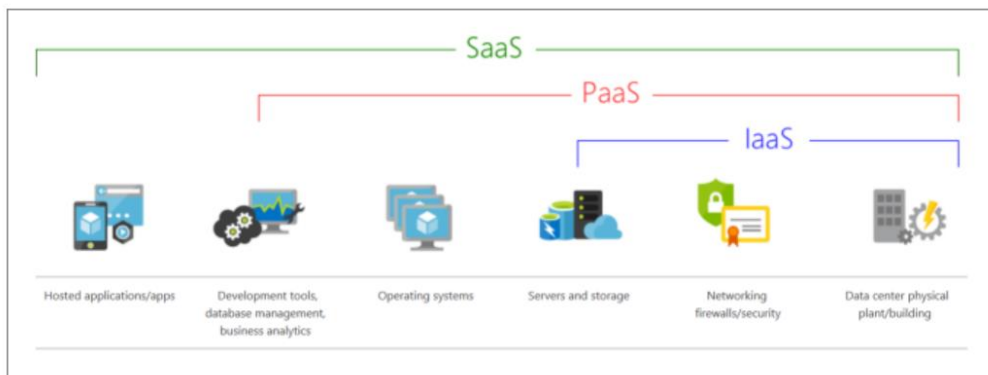 SaaS
PaaS
IaaS
Hosted applications/apps
Development tools,
database management,
business analytics
Operating systems
Servers and storage
Networking
firewalls/security
Data center physical
plant/building